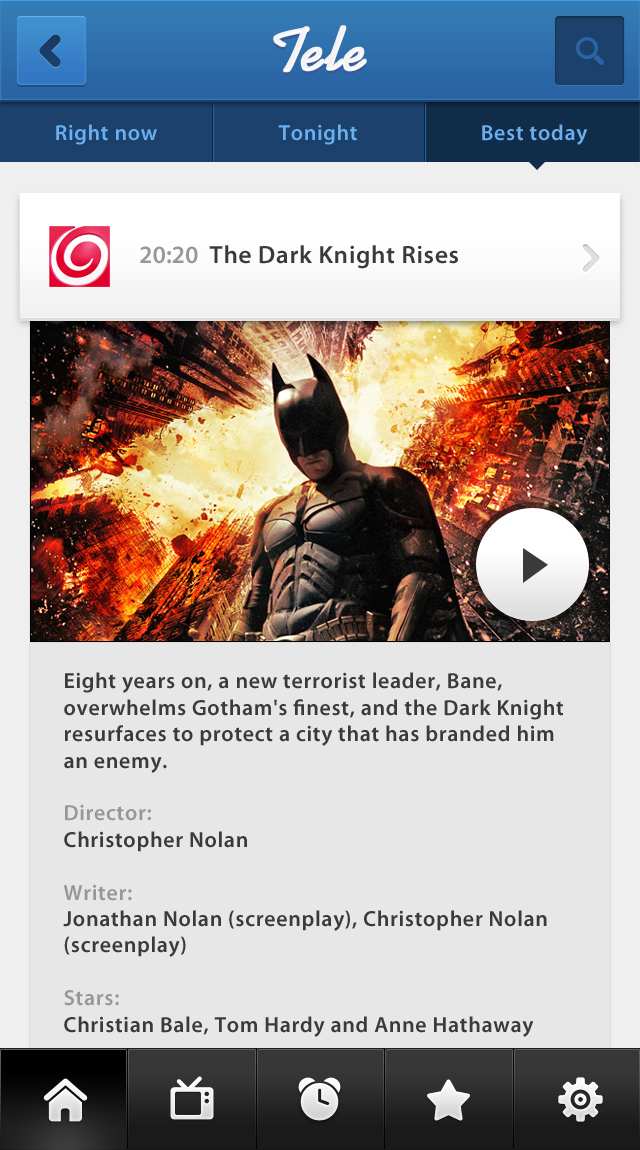 Tele
Right now
Tonight
Best today
20:20 The Dark Knight Rises
Eight years on, a new terrorist leader, Bane,
overwhelms Gotham's finest, and the Dark Knight
resurfaces to protect a city that has branded him
an enemy.
Director:
Christopher Nolan
Writer:
Jonathan Nolan (screenplay), Christopher Nolan
(screenplay)
Stars:
Christian Bale, Tom Hardy and Anne Hathaway